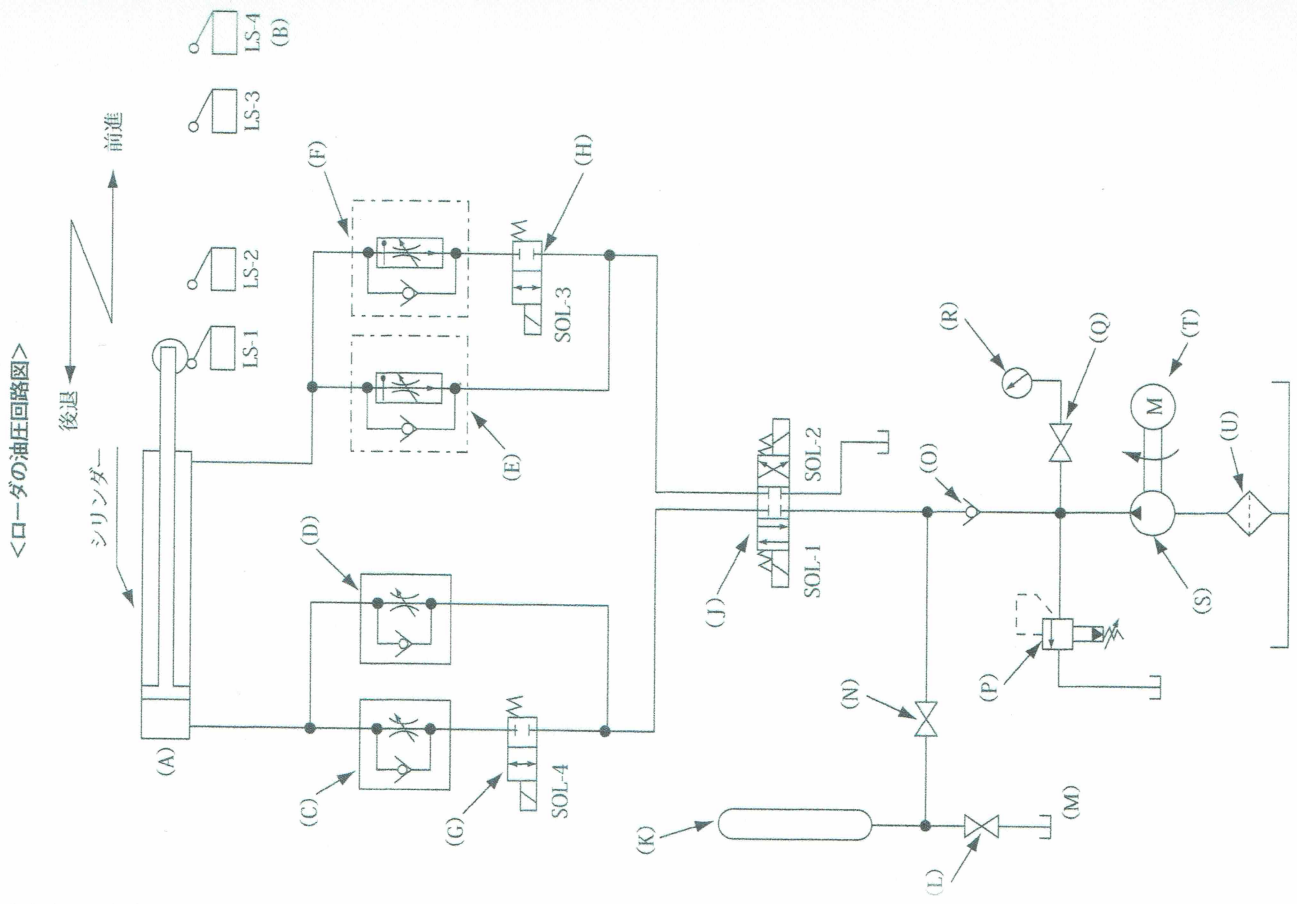 <ローダの油圧回路図>
後退
前進
シリンダー
LS-1
LS-2
LS-3
LS-4
(B)
(A)
(C)
(D)
(E)
(F)
(G)
SOL-4
SOL-3
(H)
(J)
SOL-1
SOL-2
(K)
(L)
(M)
(N)
(O)
(P)
(Q)
(R)
(S)
M
(T)
(U)